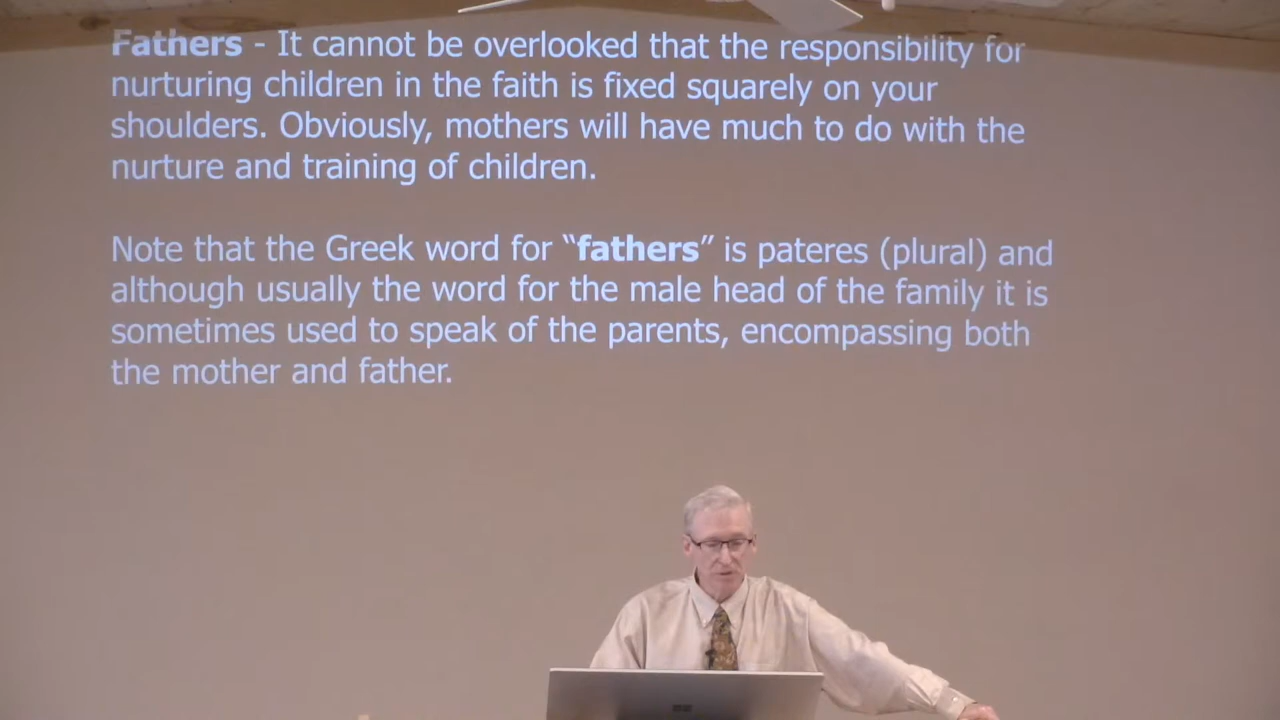 Fathers - It cannot be overlooked that the responsibility for
nurturing children in the faith is fixed squarely on your
shoulders. Obviously, mothers will have much to do with the
nurture and training of children.
Note that the Greek word for “fathers” is pateres (plural) and
although usually the word for the male head of the family it is
sometimes used to speak of the parents, encompassing both
the mother and father.